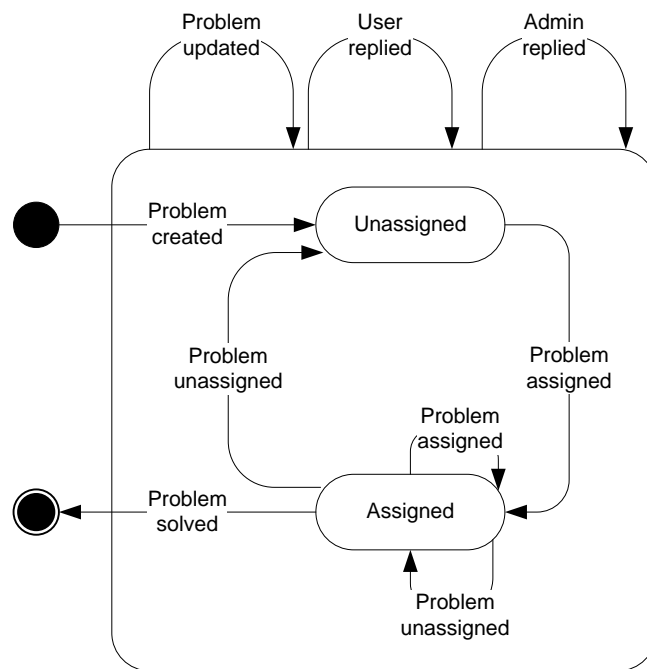 Problem
updated
User
replied
Admin
replied
Problem
created
Unassigned
Problem
unassigned
Problem
assigned
Problem
assigned
Problem
solved
Assigned
Problem
unassigned